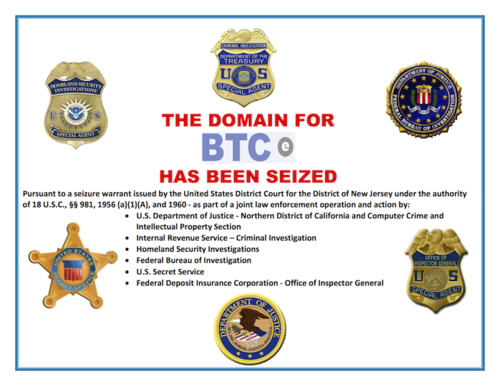 CRIMINAL INVESTIGATION
DEPARTMENT OF THE
TREASURY
U S
SPECIAL AGENT
HOMELAND SECURITY
INVESTIGATIONS
U S
SPECIAL AGENT
DEPARTMENT OF JUSTICE
FEDERAL BUREAU OF INVESTIGATION
THE DOMAIN FOR
BTC e
HAS BEEN SEIZED
Pursuant to a seizure warrant issued by the United States District Court for the District of New Jersey under the authority
of 18 U.S.C., §§ 981, 1956 (a)(1)(A), and 1960 - as part of a joint law enforcement operation and action by:
• U.S. Department of Justice - Northern District of California and Computer Crime and
Intellectual Property Section
• Internal Revenue Service – Criminal Investigation
• Homeland Security Investigations
• Federal Bureau of Investigation
• U.S. Secret Service
• Federal Deposit Insurance Corporation - Office of Inspector General
UNITED STATES
OFFICE OF
INSPECTOR GENERAL
U S
SPECIAL AGENT
DEPARTMENT OF JUSTICE